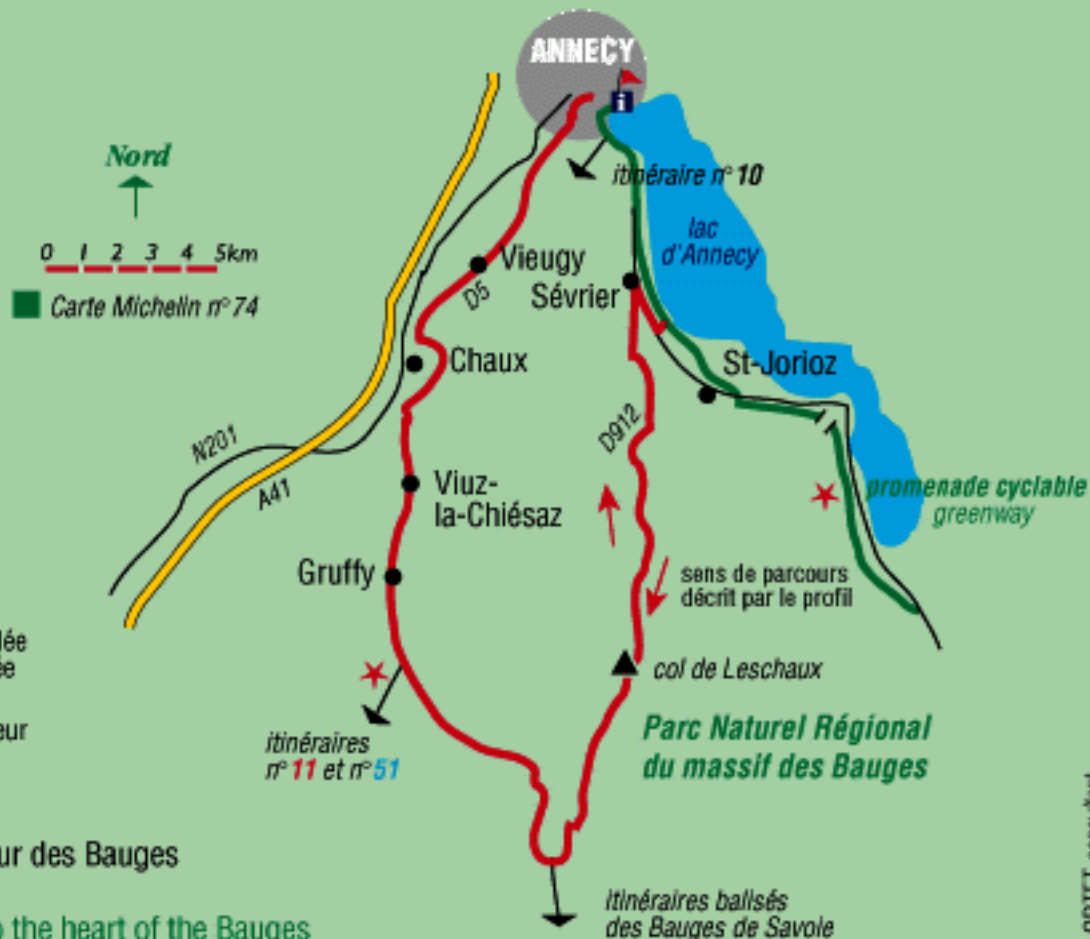 ANNECY
i
Nord
itinéraire n° 10
lac
d'Annecy
0 1 2 3 4 5km
Vieugy
D5
Sévrier
Carte Michelin n° 74
Chaux
St-Jorioz
D912
N201
A41
Viuz-
la-Chiésaz
promenade cyclable
greenway
Gruffy
sens de parcours
décrit par le profil
col de Leschaux
Parc Naturel Régional
du massif des Bauges
itinéraires
n° 11 et n° 51
ur des Bauges
itinéraires balisés
des Bauges de Savoie
the heart of the Bauges